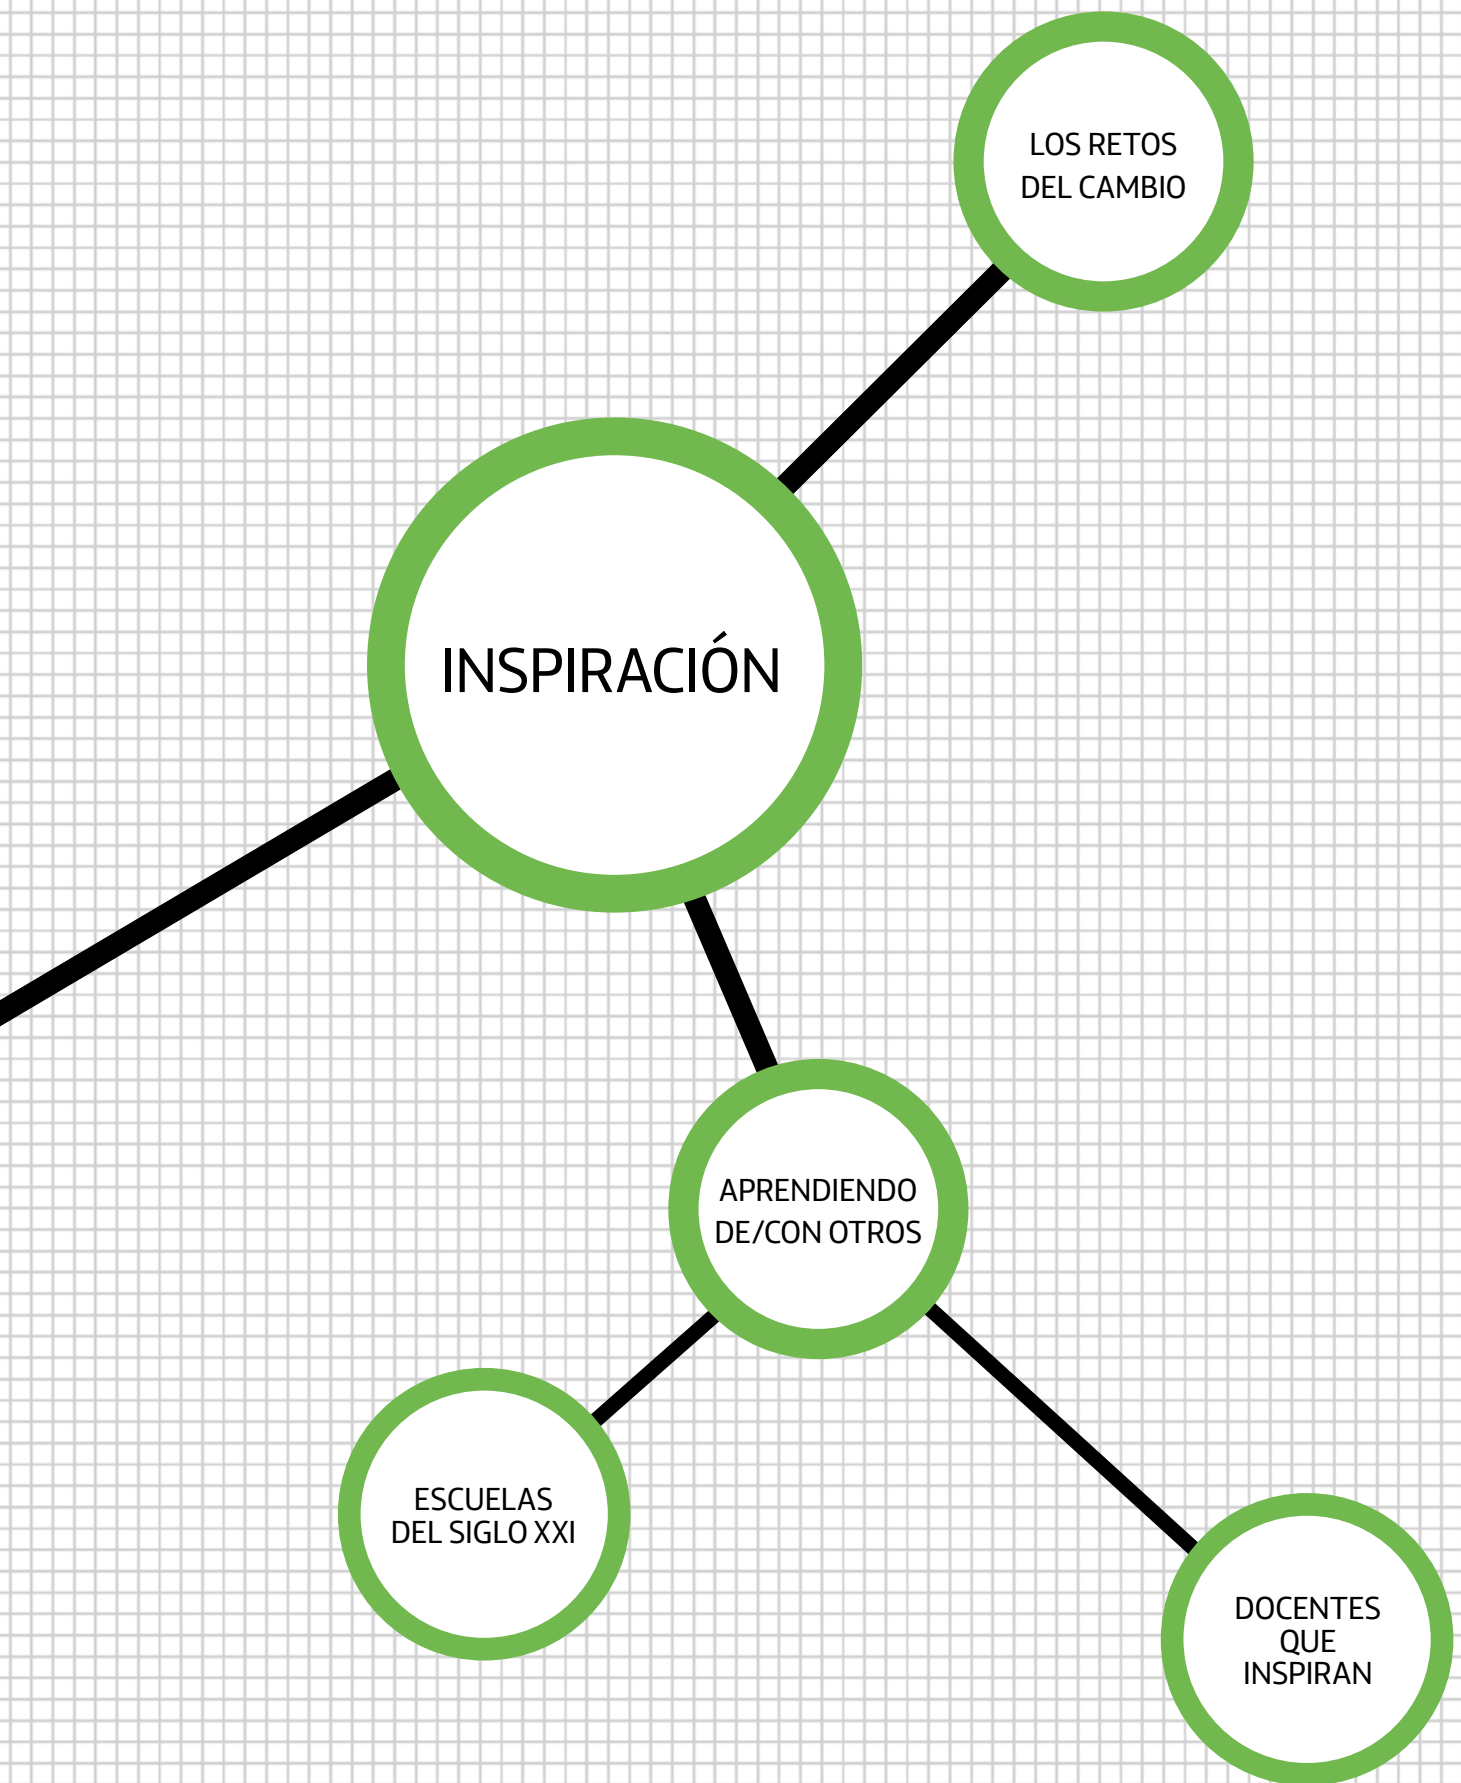 LOS RETOS
DEL CAMBIO
INSPIRACIÓN
APRENDIENDO
DE/CON OTROS
ESCUELAS
DEL SIGLO XXI
DOCENTES
QUE
INSPIRAN